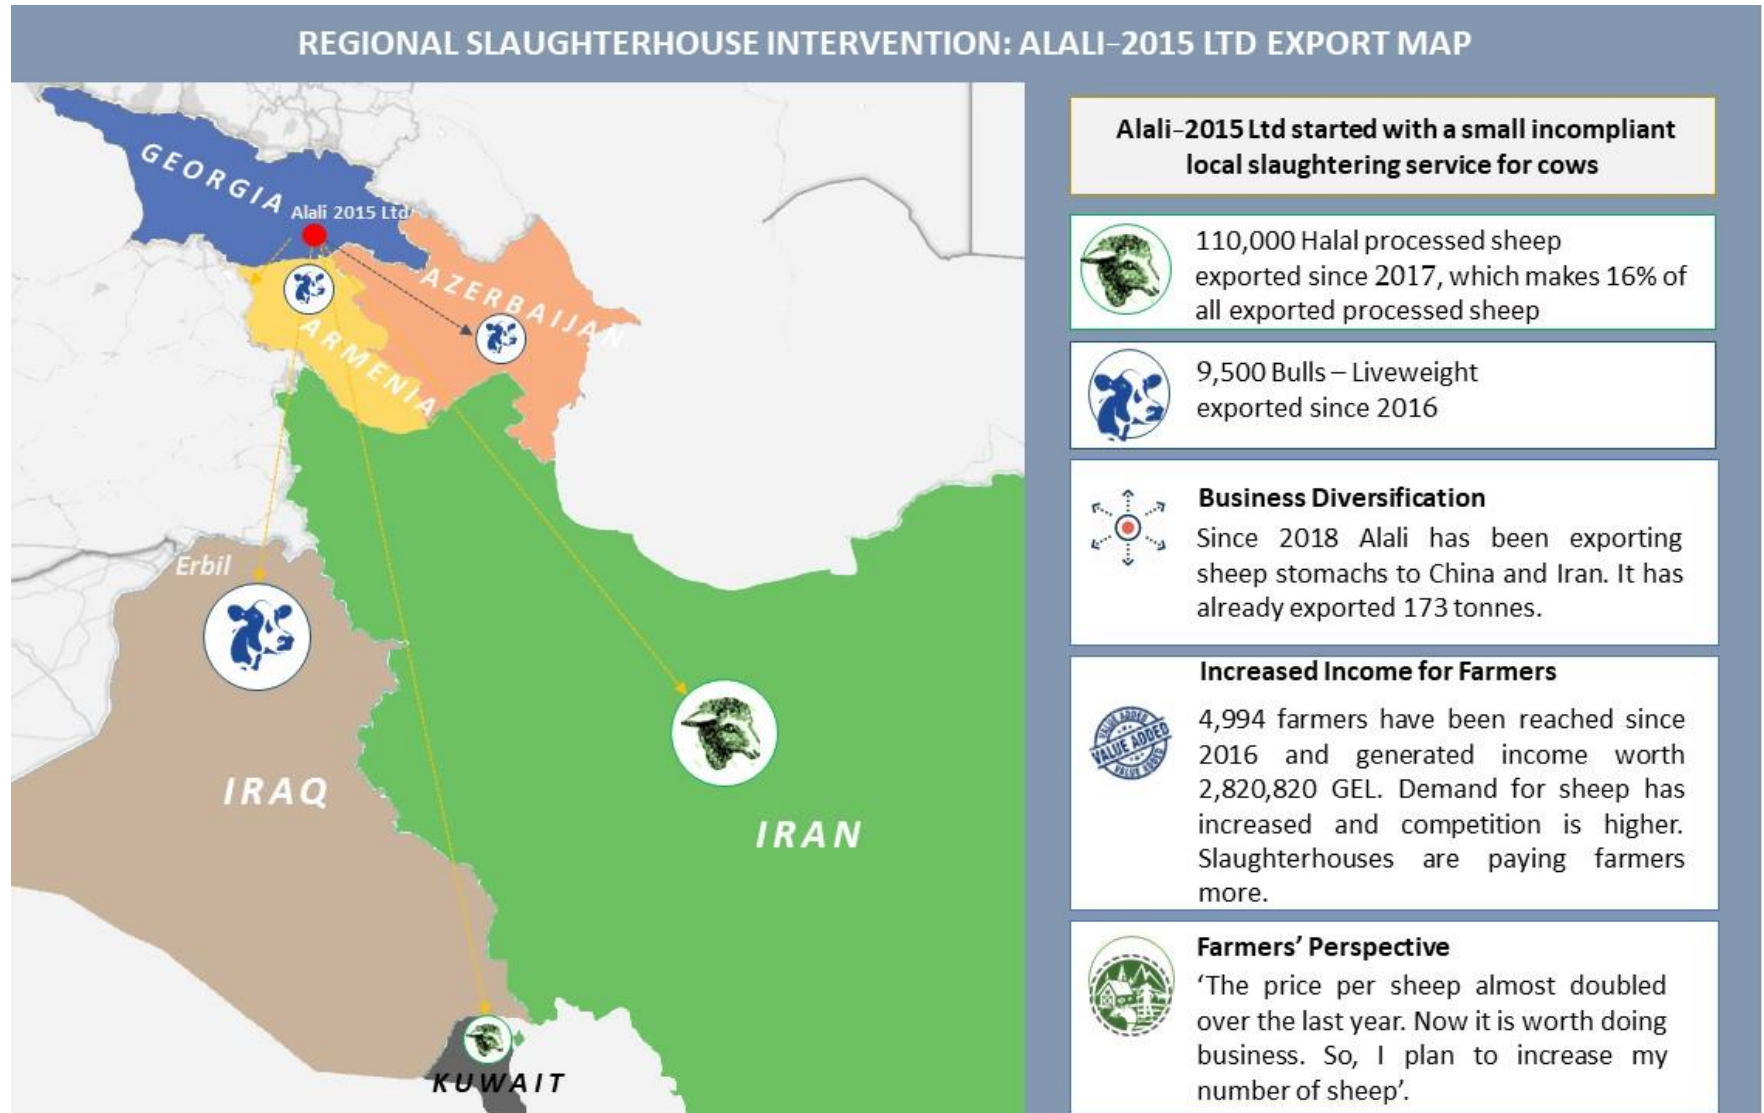 REGIONAL SLAUGHTERHOUSE INTERVENTION: ALALI–2015 LTD EXPORT MAP
GEORGIA
Alali 2015 Ltd
AZERBAIJAN
ARMENIA
Erbil
IRAQ
IRAN
KUWAIT
Alali–2015 Ltd started with a small incompliant
local slaughtering service for cows
110,000 Halal processed sheep
exported since 2017, which makes 16% of
all exported processed sheep
9,500 Bulls – Liveweight
exported since 2016
Business Diversification
Since 2018 Alali has been exporting
sheep stomachs to China and Iran. It has
already exported 173 tonnes.
Increased Income for Farmers
VALUE ADDED
VALUE ADDED
VALUE ADDED
4,994 farmers have been reached since
2016 and generated income worth
2,820,820 GEL. Demand for sheep has
increased and competition is higher.
Slaughterhouses are paying farmers
more.
Farmers’ Perspective
‘The price per sheep almost doubled
over the last year. Now it is worth doing
business. So, I plan to increase my
number of sheep’.